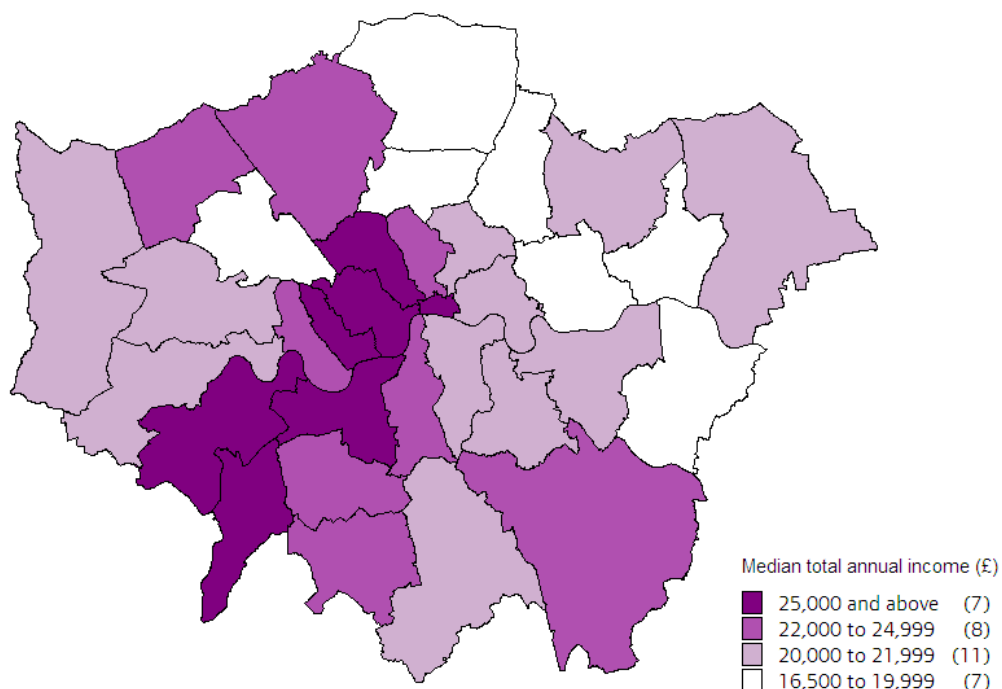 Median total annual income (£)
25,000 and above (7)
22,000 to 24,999 (8)
20,000 to 21,999 (11)
16,500 to 19,999 (7)